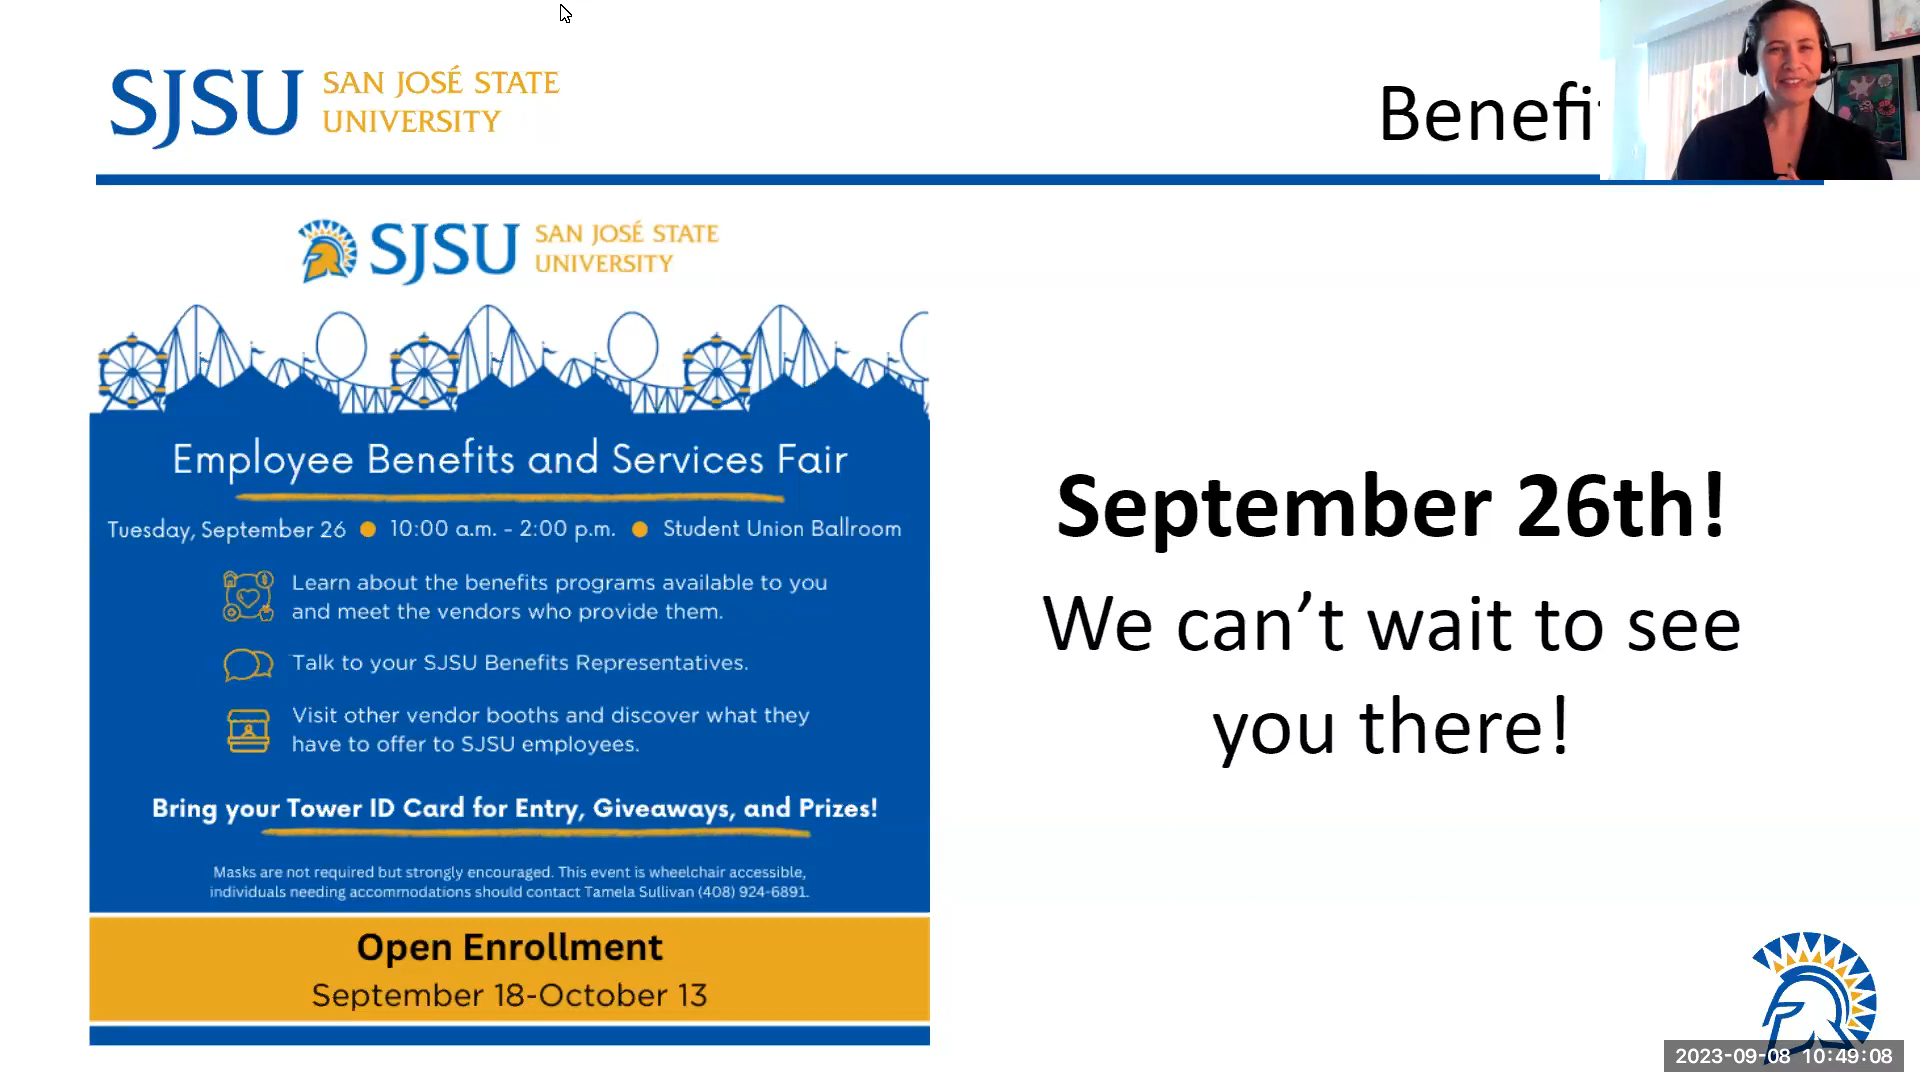 SJSU SAN JOSÉ STATE
UNIVERSITY
Benefi
SJSU SAN JOSÉ STATE
UNIVERSITY
Employee Benefits and Services Fair
Tuesday, September 26 ● 10:00 a.m. - 2:00 p.m. ● Student Union Ballroom
Learn about the benefits programs available to you
and meet the vendors who provide them.
Talk to your SJSU Benefits Representatives.
Visit other vendor booths and discover what they
have to offer to SJSU employees.
Bring your Tower ID Card for Entry, Giveaways, and Prizes!
Masks are not required but strongly encouraged. This event is wheelchair accessible,
individuals needing accommodations should contact Tamela Sullivan (408) 924-6891.
Open Enrollment
September 18-October 13
September 26th!
We can’t wait to see
you there!
2023-09-08 10:49:08